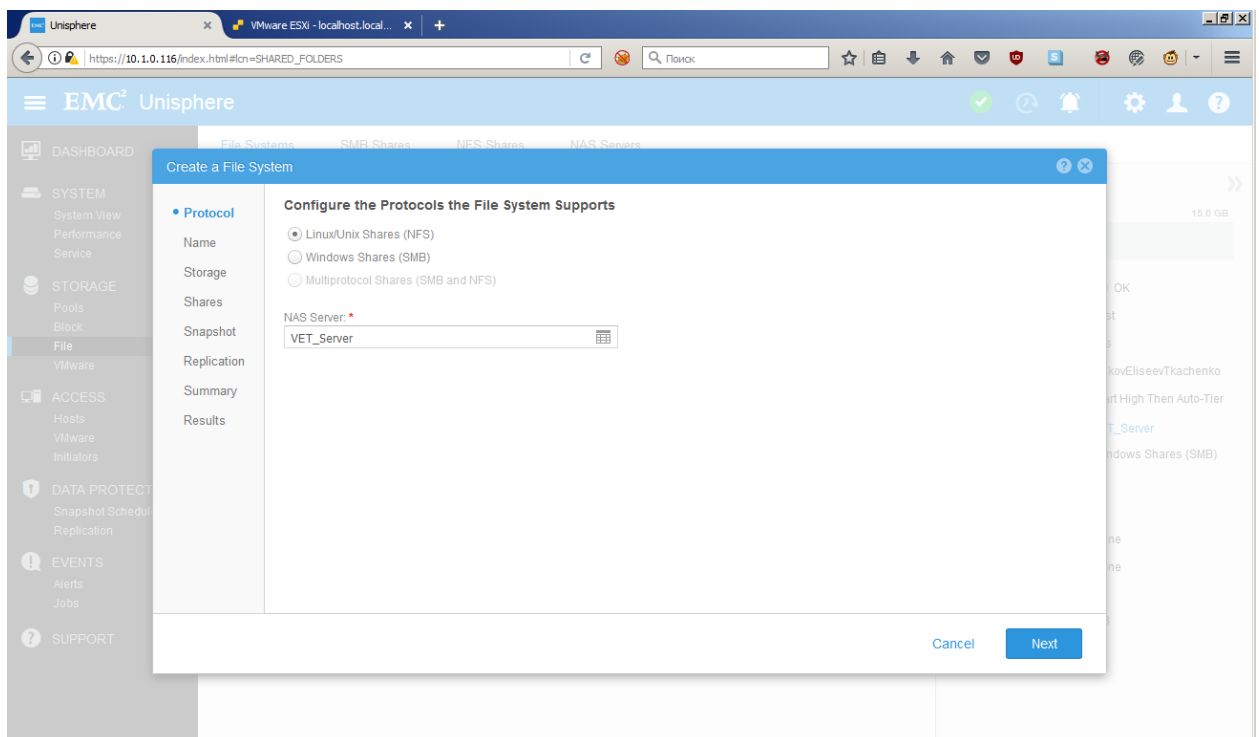 Unisphere
VMware ESXi - localhost.local...
https://10.1.0.116/index.html#lcn=SHARED_FOLDERS
Поиск
EMC² Unisphere
DASHBOARD
SYSTEM
System View
Performance
Service
STORAGE
Pools
Block
File
VMware
ACCESS
Hosts
VMware
Initiators
DATA PROTECT
Snapshot Schedul
Replication
EVENTS
Alerts
Jobs
SUPPORT
File Systems SMB Shares NFS Shares NAS Servers
Create a File System
Protocol
Name
Storage
Shares
Snapshot
Replication
Summary
Results
Configure the Protocols the File System Supports
Linux/Unix Shares (NFS)
Windows Shares (SMB)
Multiprotocol Shares (SMB and NFS)
NAS Server: *
VET_Server
Cancel Next
15.0 GB
OK
kovEliseevTkachenko
art High Then Auto-Tier
T_Server
ndows Shares (SMB)
ne
ne